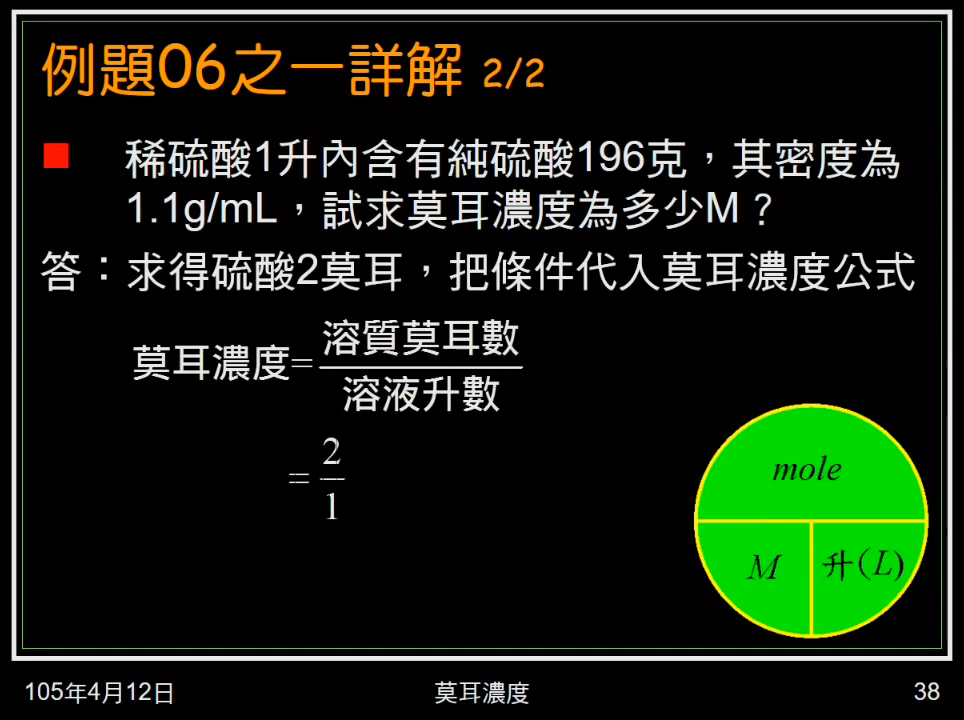 例題06之一詳解 2/2
稀硫酸1升內含有純硫酸196克，其密度為
1.1g/mL，試求莫耳濃度為多少M？
答：求得硫酸2莫耳，把條件代入莫耳濃度公式
莫耳濃度=溶質莫耳數/溶液升數
=2/1
mole
M 升(L)
105年4月12日 莫耳濃度 38